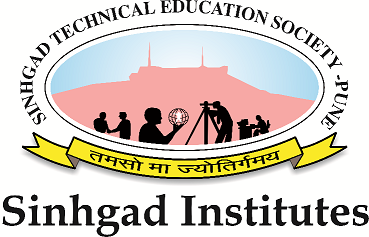 SINHGAD TECHNICAL EDUCATION SOCIETY - PUNE
तमसो मा ज्योतिर्गमय
Sinhgad Institutes